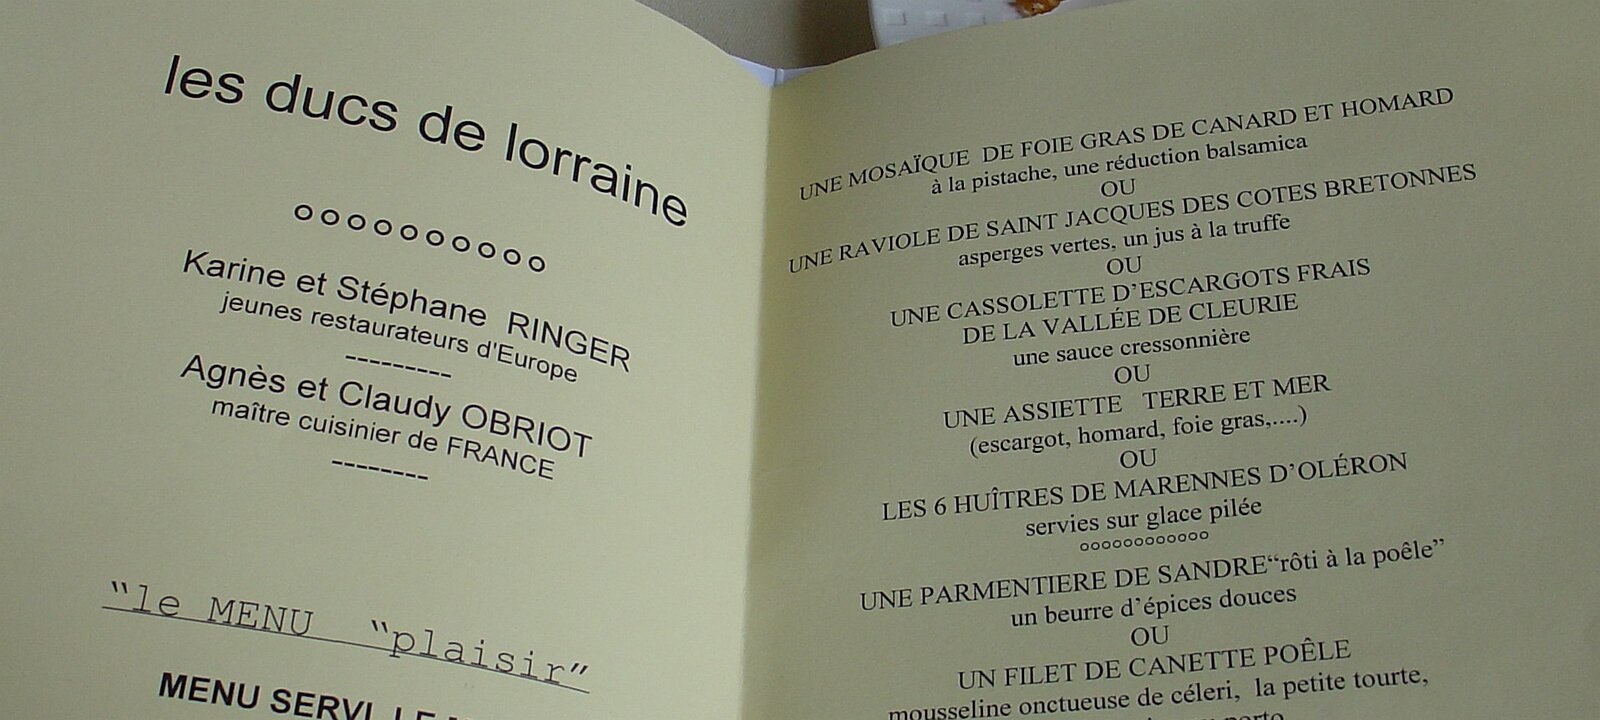 les ducs de lorraine
ooooooooo
Karine et Stéphane RINGER
jeunes restaurateurs d'Europe
---------
Agnès et Claudy OBRIOT
maître cuisinier de FRANCE
--------
"le MENU "plaisir"
MENU SERVI
UNE MOSAÏQUE DE FOIE GRAS DE CANARD ET HOMARD
à la pistache, une réduction balsamica
OU
UNE RAVIOLE DE SAINT JACQUES DES COTES BRETONNES
asperges vertes, un jus à la truffe
OU
UNE CASSOLETTE D'ESCARGOTS FRAIS
DE LA VALLÉE DE CLEURIE
une sauce cressonnière
OU
UNE ASSIETTE TERRE ET MER
(escargot, homard, foie gras,....)
OU
LES 6 HUÎTRES DE MARENNES D'OLÉRON
servies sur glace pilée
oooooooooooo
UNE PARMENTIERE DE SANDRE“rôti à la poêle”
un beurre d'épices douces
OU
UN FILET DE CANETTE POÊLE
mousseline onctueuse de céleri, la petite tourte,
porto